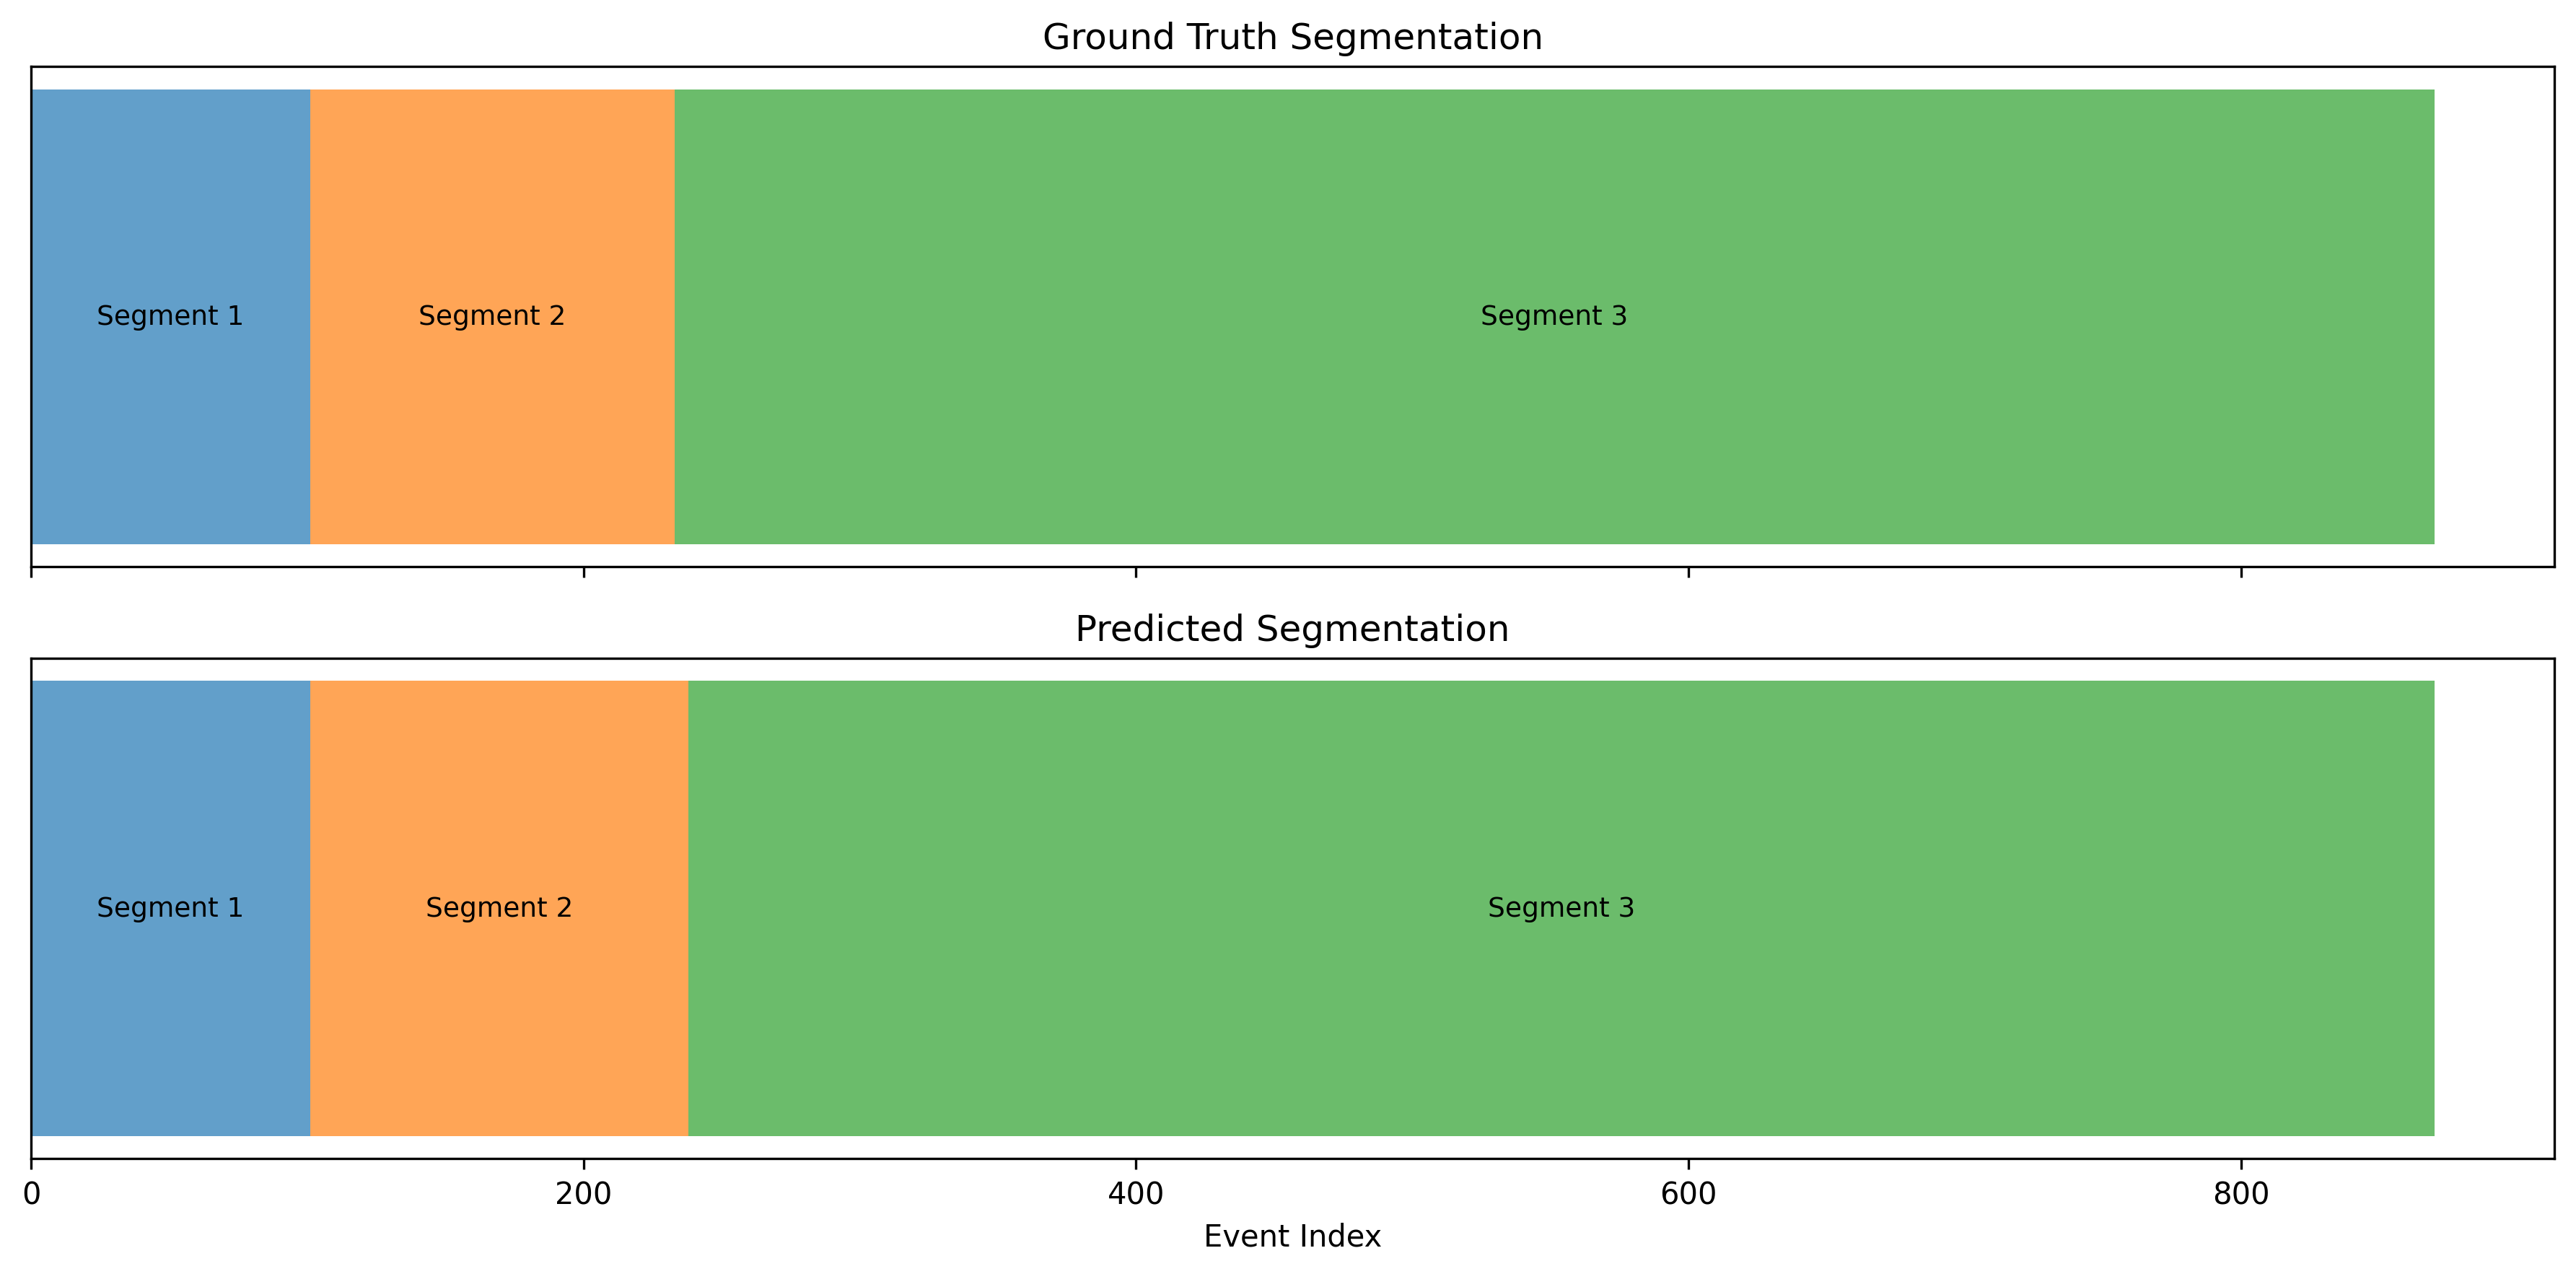 Ground Truth Segmentation
Segment 1 Segment 2 Segment 3
Predicted Segmentation
Segment 1 Segment 2 Segment 3
0 200 400 600 800
Event Index